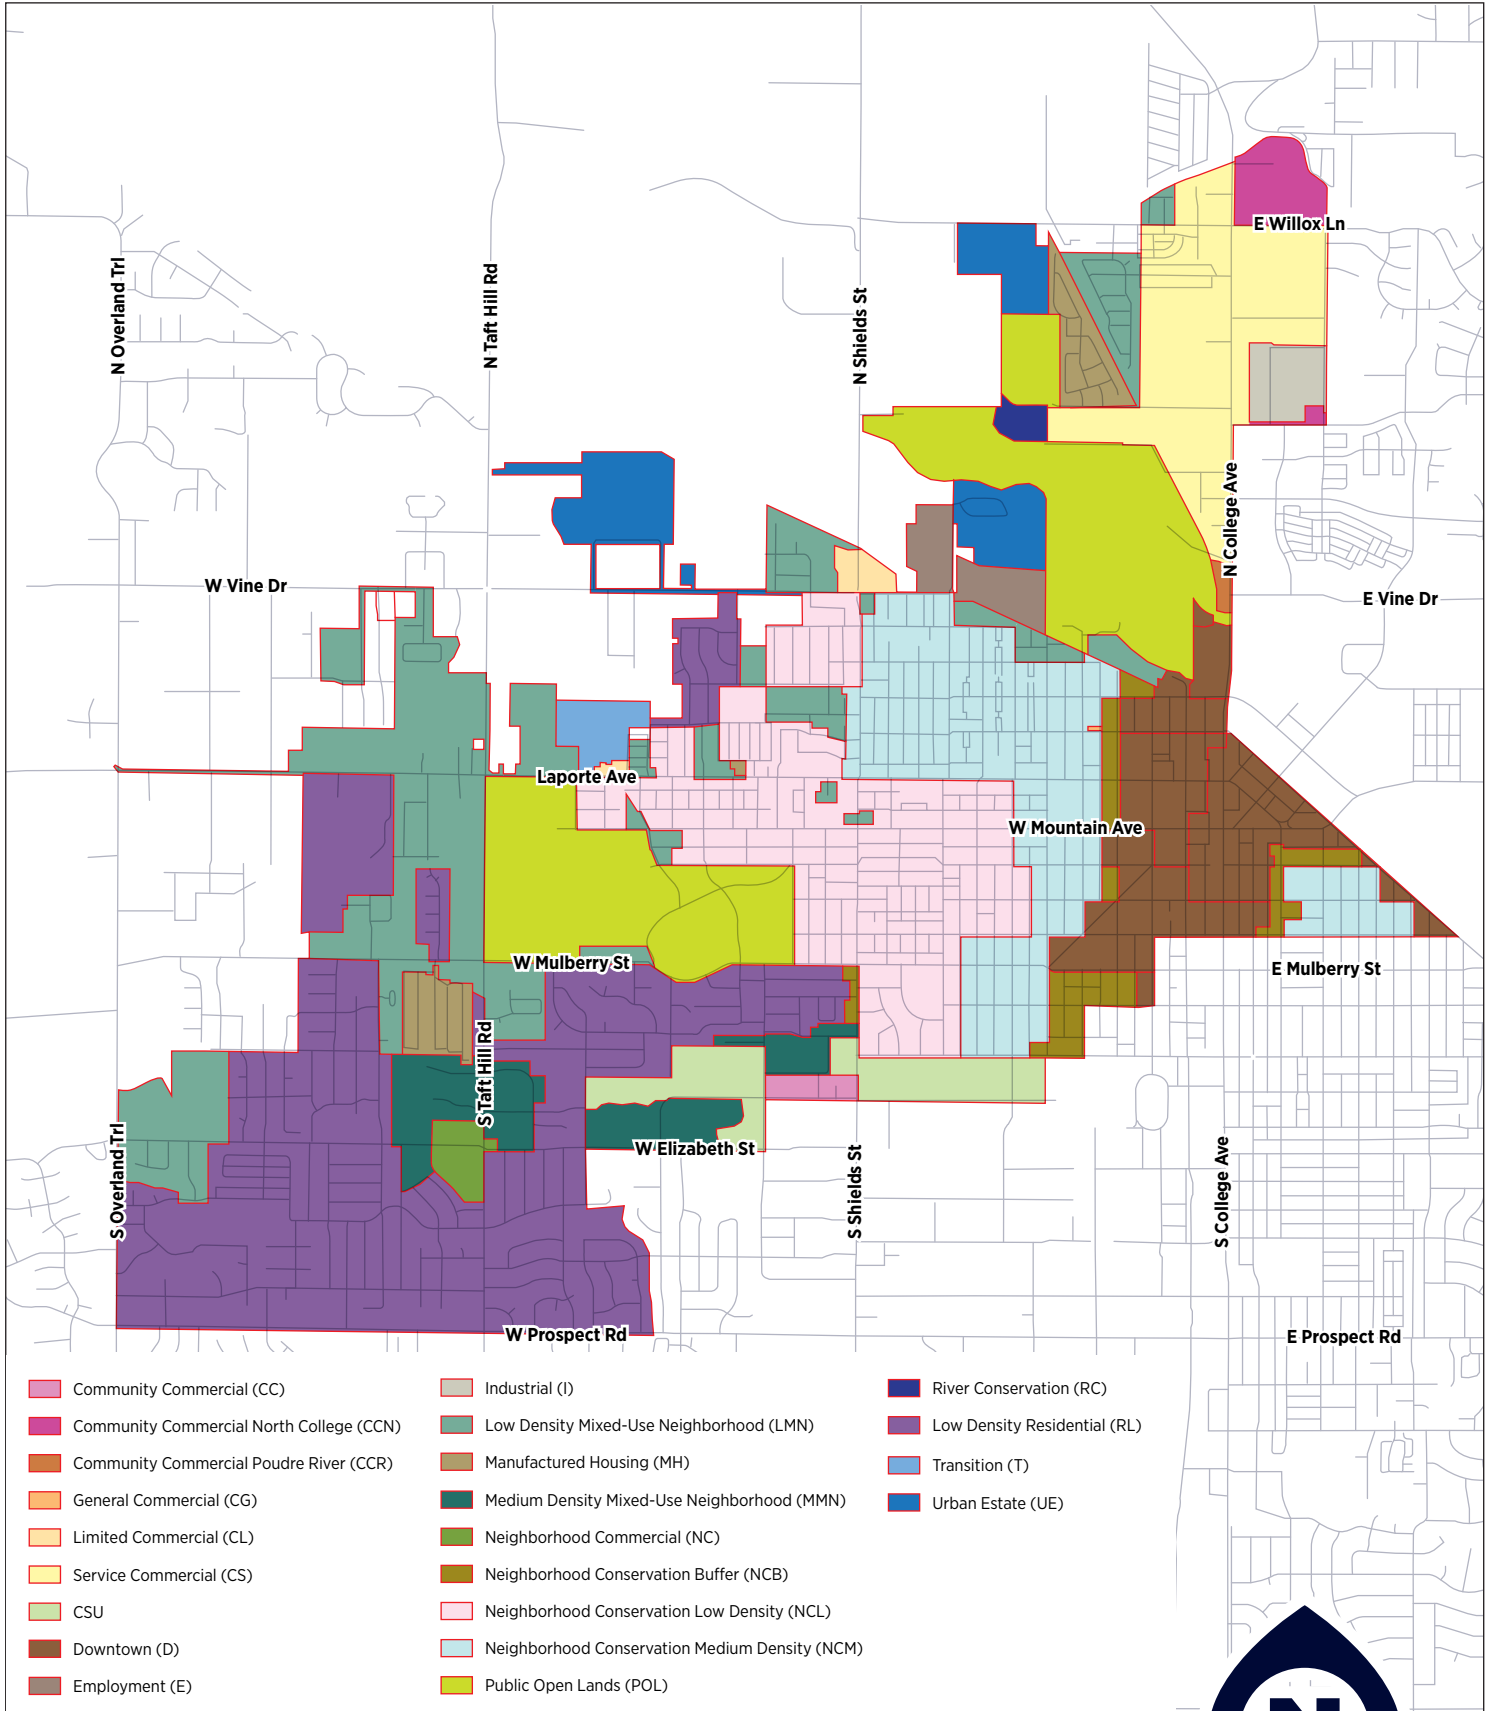 E Willox Ln
N Overland Trl
N Taft Hill Rd
N Shields St
N College Ave
W Vine Dr
E Vine Dr
Laporte Ave
W Mountain Ave
W Mulberry St
E Mulberry St
S Taft Hill Rd
S Overland Trl
W Elizabeth St
S Shields St
S College Ave
W Prospect Rd
E Prospect Rd
Community Commercial (CC)
Community Commercial North College (CCN)
Community Commercial Poudre River (CCR)
General Commercial (CG)
Limited Commercial (CL)
Service Commercial (CS)
CSU
Downtown (D)
Employment (E)
Industrial (I)
Low Density Mixed-Use Neighborhood (LMN)
Manufactured Housing (MH)
Medium Density Mixed-Use Neighborhood (MMN)
Neighborhood Commercial (NC)
Neighborhood Conservation Buffer (NCB)
Neighborhood Conservation Low Density (NCL)
Neighborhood Conservation Medium Density (NCM)
Public Open Lands (POL)
River Conservation (RC)
Low Density Residential (RL)
Transition (T)
Urban Estate (UE)
N